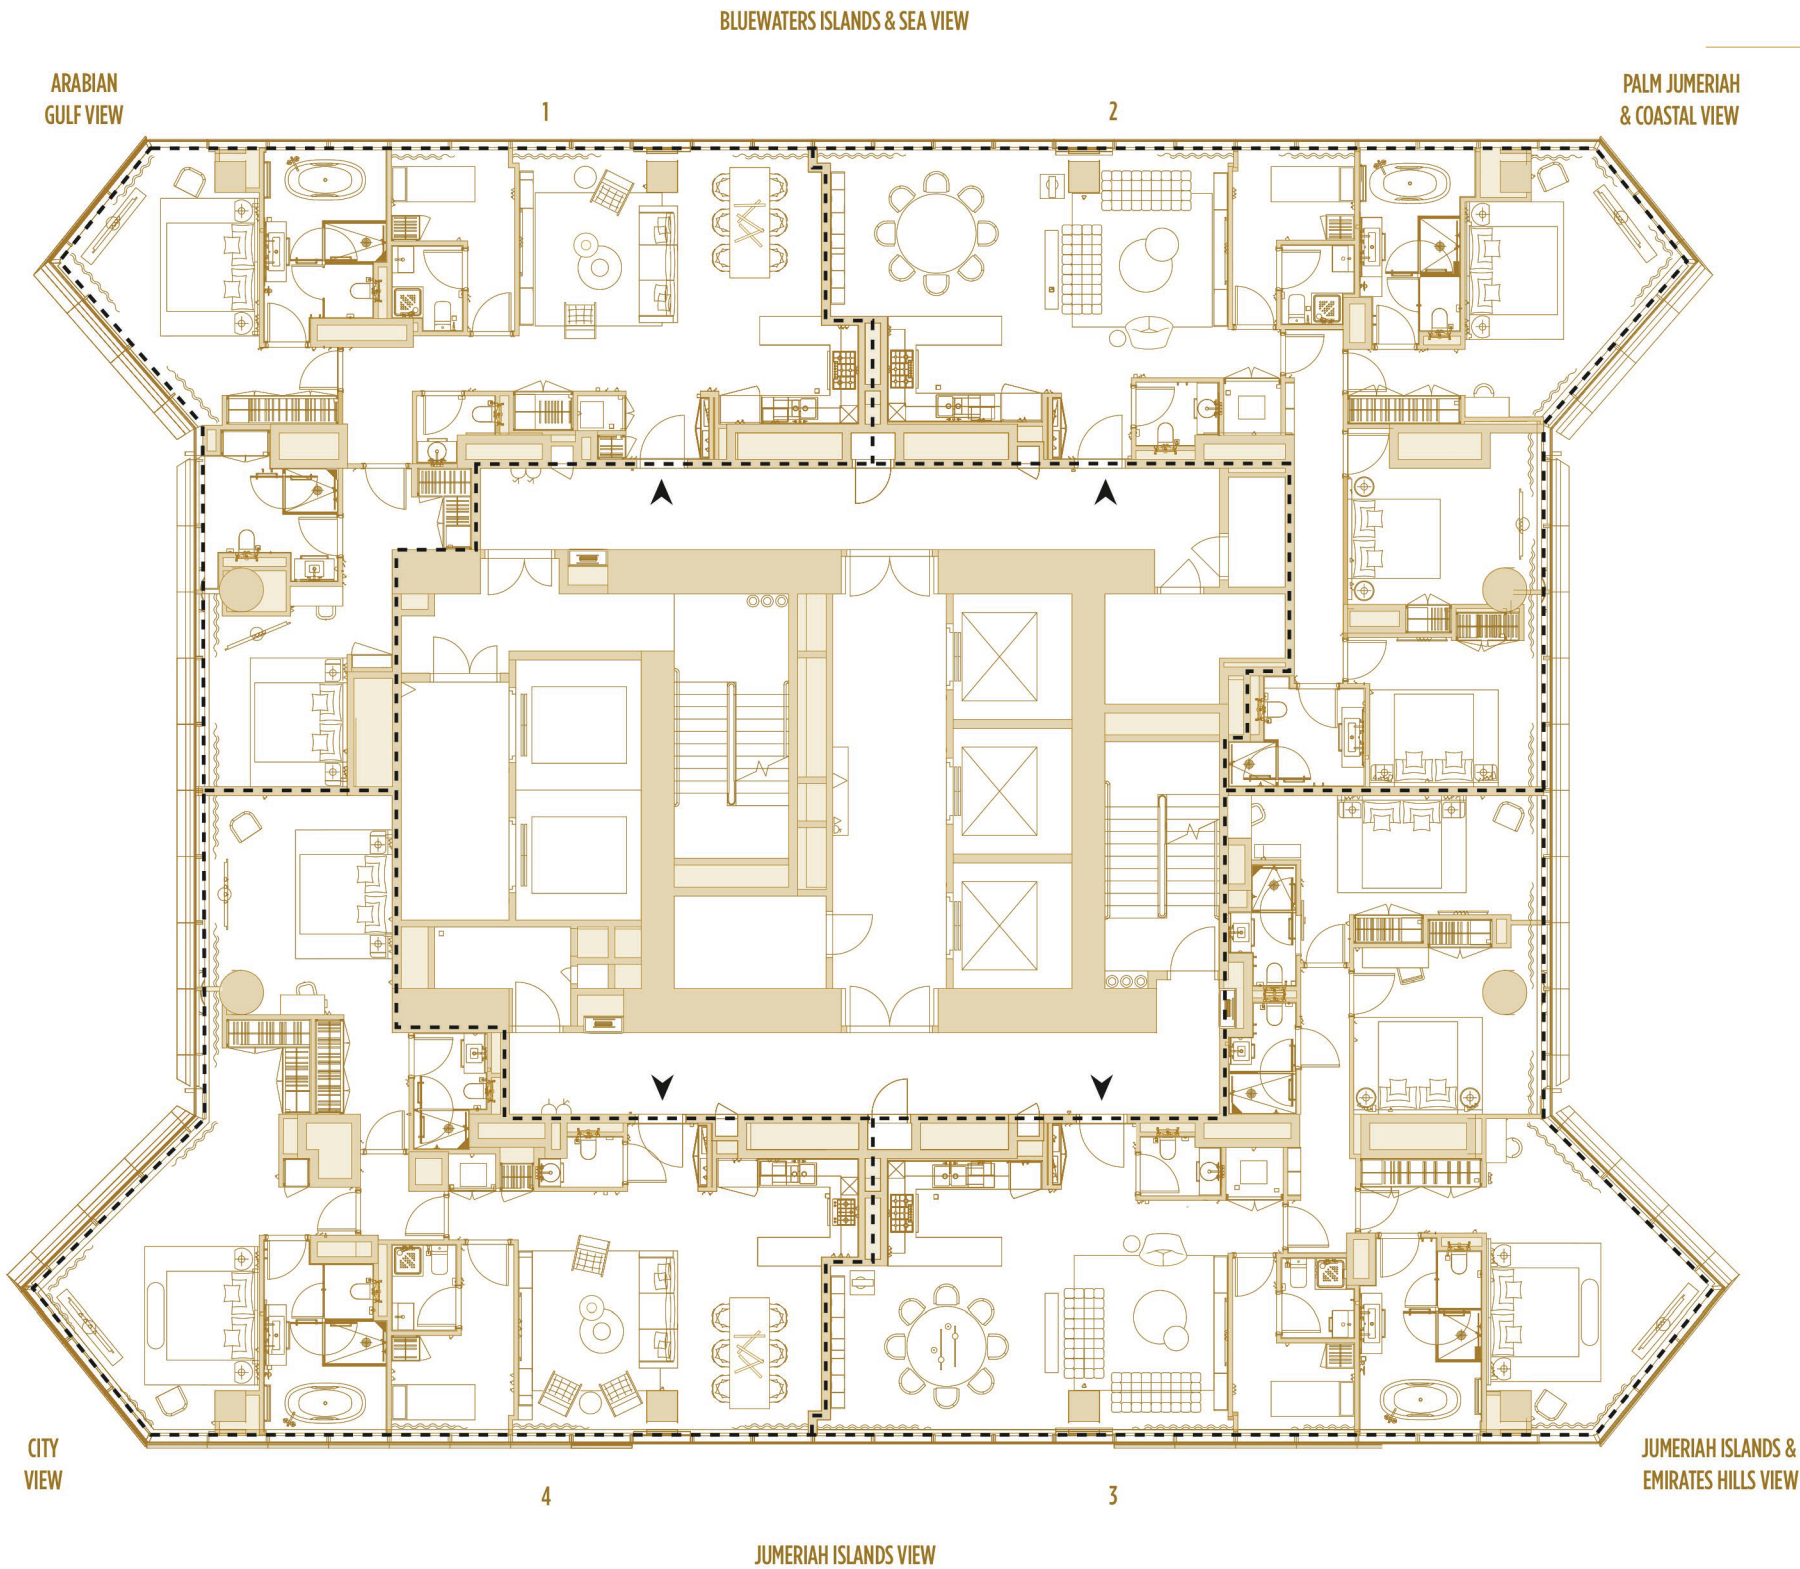 BLUEWATERS ISLANDS & SEA VIEW
ARABIAN
GULF VIEW
1
2
PALM JUMERIAH
& COASTAL VIEW
CITY
VIEW
4
3
JUMERIAH ISLANDS &
EMIRATES HILLS VIEW
JUMERIAH ISLANDS VIEW